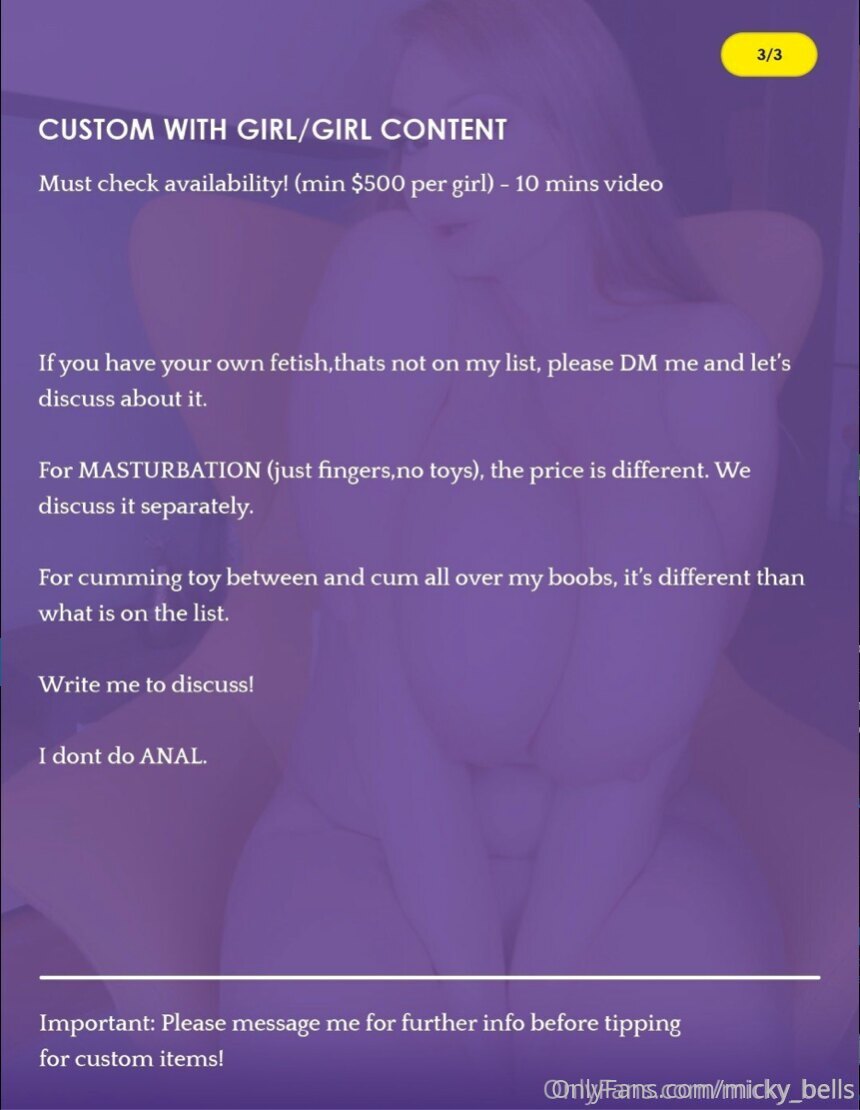 3/3
CUSTOM WITH GIRL/GIRL CONTENT
Must check availability! (min $500 per girl) - 10 mins video
If you have your own fetish,thats not on my list, please DM me and let's
discuss about it.
For MASTURBATION (just fingers,no toys), the price is different. We
discuss it separately.
For cumming toy between and cum all over my boobs, it's different than
what is on the list.
Write me to discuss!
I dont do ANAL.
Important: Please message me for further info before tipping
for custom items!
OnlyFans.com/micky_bells